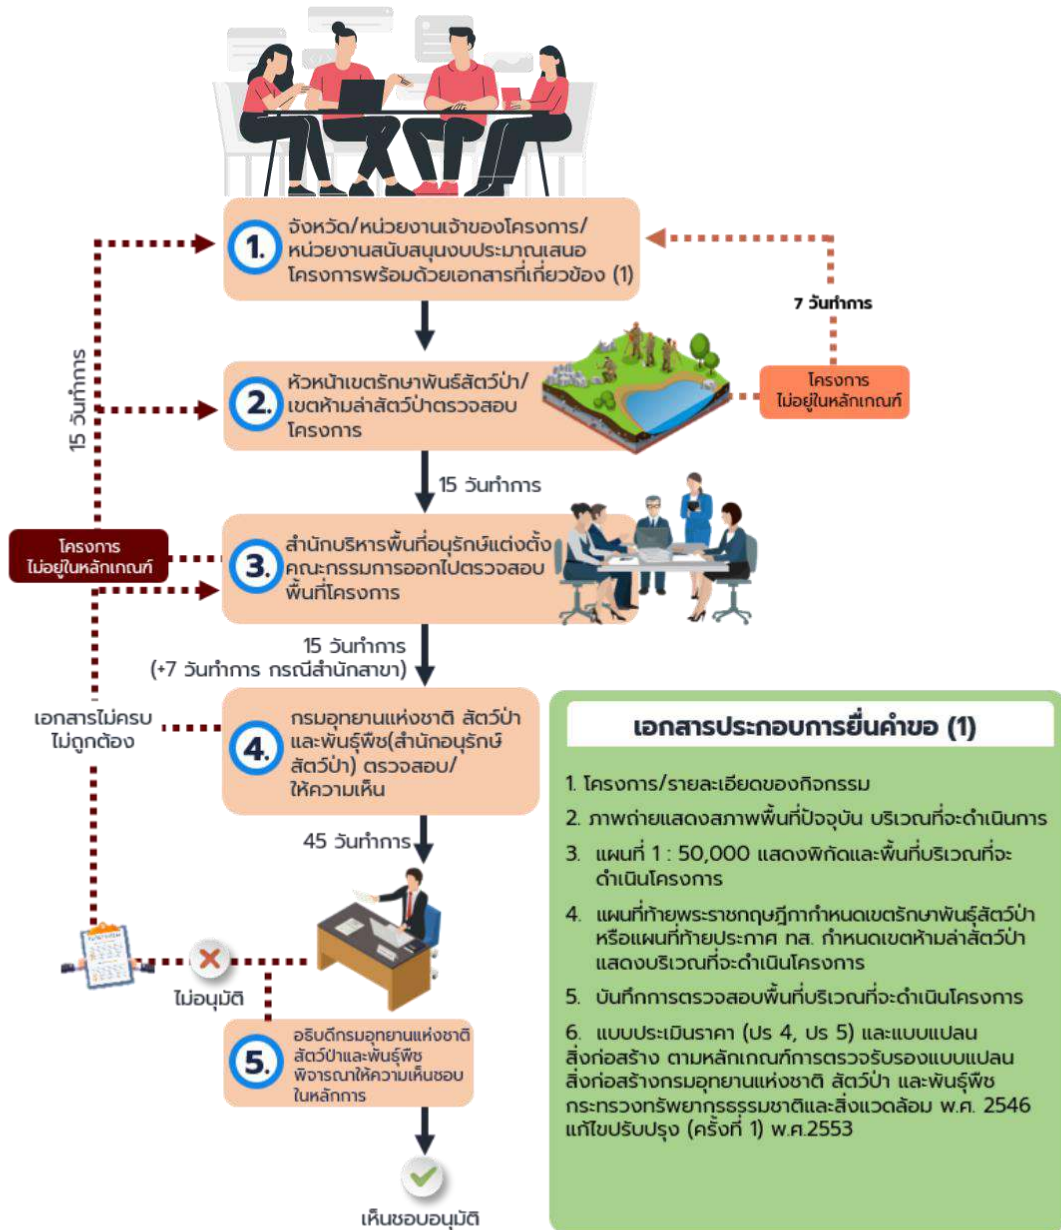 1.
จังหวัด/หน่วยงานเจ้าของโครงการ/
หน่วยงานสนับสนุนงบประมาณเสนอ
โครงการพร้อมด้วยเอกสารที่เกี่ยวข้อง (1)
7 วันทำการ
โครงการ
ไม่อยู่ในหลักเกณฑ์
15 วันทำการ
2.
หัวหน้าเขตรักษาพันธ์สัตว์ป่า/
เขตห้ามล่าสัตว์ป่าตรวจสอบ
โครงการ
15 วันทำการ
โครงการ
ไม่อยู่ในหลักเกณฑ์
3.
สำนักบริหารพื้นที่อนุรักษ์แต่งตั้ง
คณะกรรมการออกไปตรวจสอบ
พื้นที่โครงการ
15 วันทำการ
(+7 วันทำการ กรณีสำนักสาขา)
เอกสารไม่ครบ
ไม่ถูกต้อง
4.
กรมอุทยานแห่งชาติ สัตว์ป่า
และพันธุ์พืช(สำนักอนุรักษ์
สัตว์ป่า) ตรวจสอบ/
ให้ความเห็น
45 วันทำการ
ไม่อนุมัติ
5.
อธิบดีกรมอุทยานแห่งชาติ
สัตว์ป่าและพันธุ์พืช
พิจารณาให้ความเห็นชอบ
ในหลักการ
เห็นชอบอนุมัติ
เอกสารประกอบการยื่นคำขอ (1)
1. โครงการ/รายละเอียดของกิจกรรม
2. ภาพถ่ายแสดงสภาพพื้นที่ปัจจุบัน บริเวณที่จะดำเนินการ
3. แผนที่ 1 : 50,000 แสดงพิกัดและพื้นที่บริเวณที่จะ
ดำเนินโครงการ
4. แผนที่ท้ายพระราชกฤษฎีกากำหนดเขตรักษาพันธุ์สัตว์ป่า
หรือแผนที่ท้ายประกาศ ทส. กำหนดเขตห้ามล่าสัตว์ป่า
แสดงบริเวณที่จะดำเนินโครงการ
5. บันทึกการตรวจสอบพื้นที่บริเวณที่จะดำเนินโครงการ
6. แบบประเมินราคา (ปร 4, ปร 5) และแบบแปลน
สิ่งก่อสร้าง ตามหลักเกณฑ์การตรวจรับรองแบบแปลน
สิ่งก่อสร้างกรมอุทยานแห่งชาติ สัตว์ป่า และพันธุ์พืช
กระทรวงทรัพยากรธรรมชาติและสิ่งแวดล้อม พ.ศ. 2546
แก้ไขปรับปรุง (ครั้งที่ 1) พ.ศ.2553